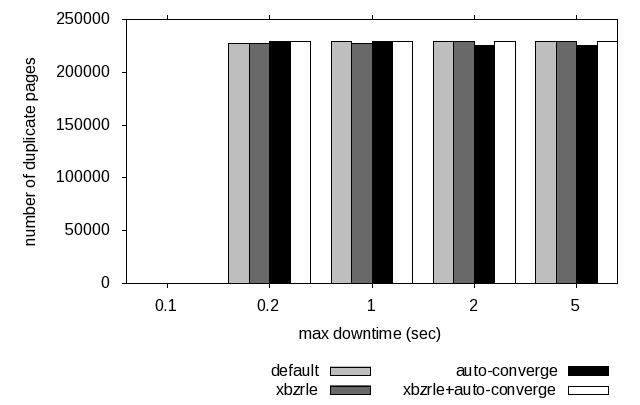 250000
200000
150000
100000
50000
0
number of duplicate pages
0.1 0.2 1 2 5
max downtime (sec)
default auto-converge
xbzrle xbzrle+auto-converge